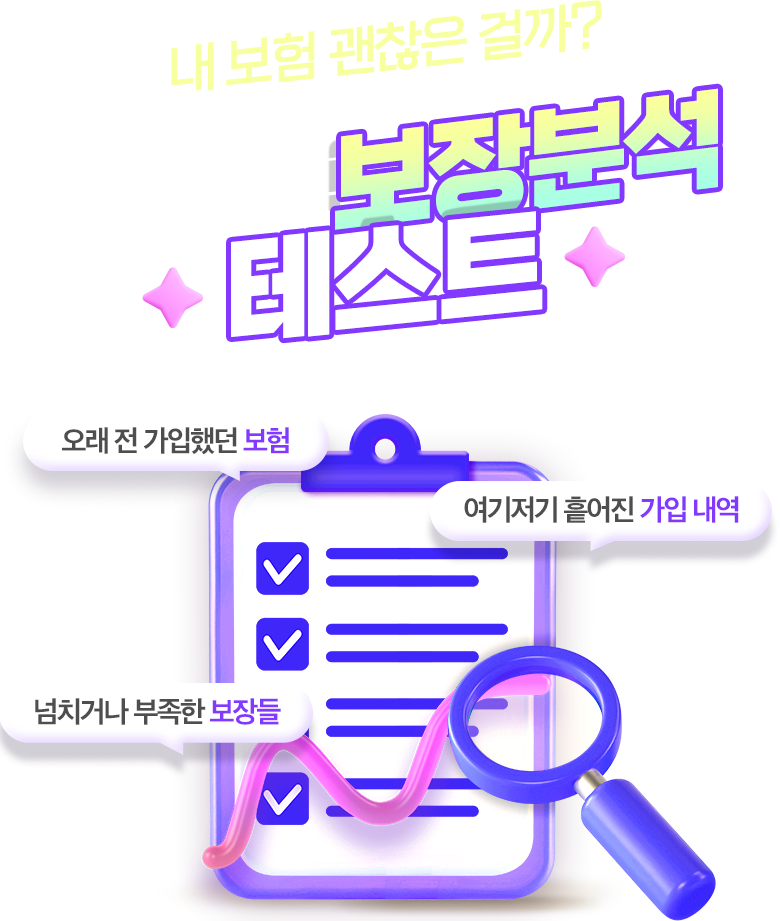 내 보험 괜찮은 걸까?
보장분석
테스트
오래 전 가입했던 보험
여기저기 흩어진 가입 내역
넘치거나 부족한 보장들